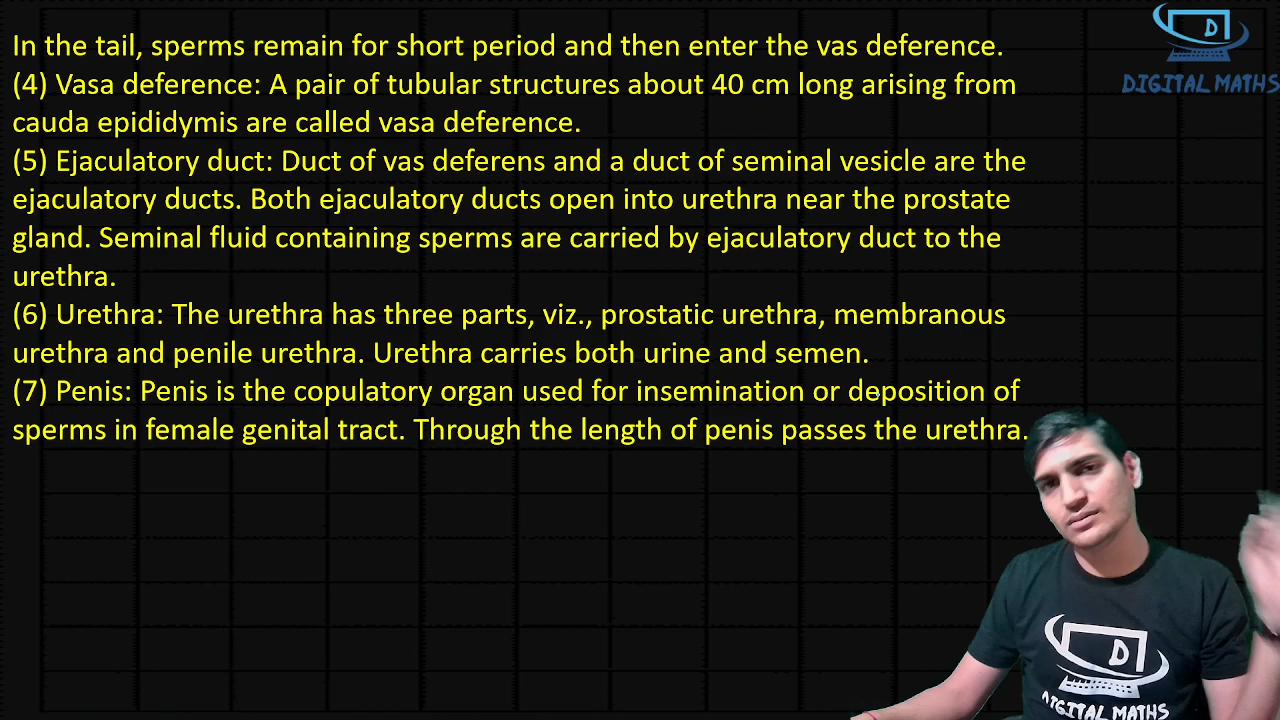 In the tail, sperms remain for short period and then enter the vas deference.
(4) Vasa deference: A pair of tubular structures about 40 cm long arising from
cauda epididymis are called vasa deference.
(5) Ejaculatory duct: Duct of vas deferens and a duct of seminal vesicle are the
ejaculatory ducts. Both ejaculatory ducts open into urethra near the prostate
gland. Seminal fluid containing sperms are carried by ejaculatory duct to the
urethra.
(6) Urethra: The urethra has three parts, viz., prostatic urethra, membranous
urethra and penile urethra. Urethra carries both urine and semen.
(7) Penis: Penis is the copulatory organ used for insemination or deposition of
sperms in female genital tract. Through the length of penis passes the urethra.
D
DIGITAL MATHS
D
DIGITAL MATHS